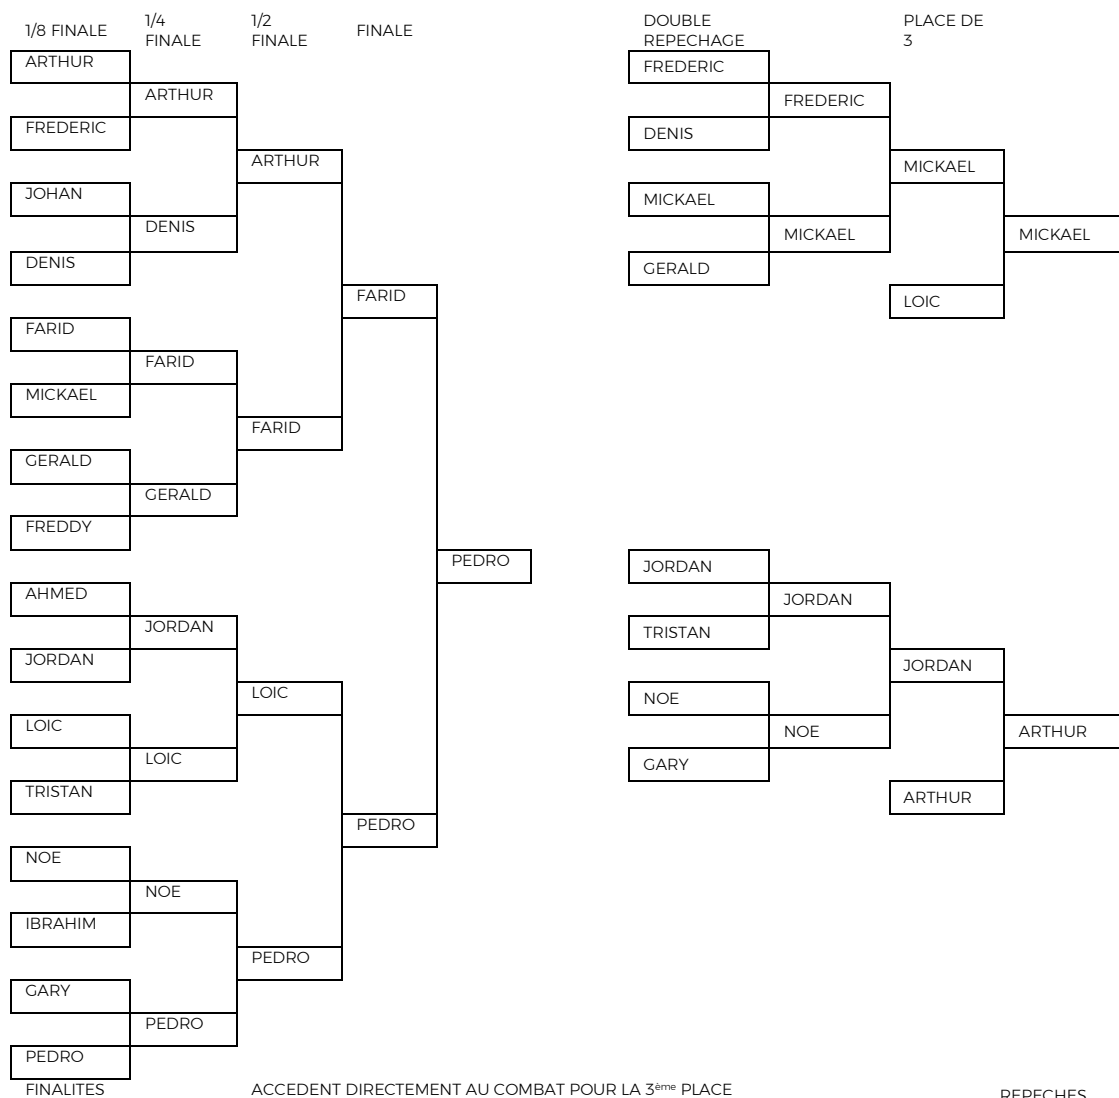 1/8 FINALE
1/4
FINALE
1/2
FINALE
FINALE
ARTHUR
FREDERIC
JOHAN
DENIS
FARID
MICKAEL
GERALD
FREDDY
AHMED
JORDAN
LOIC
TRISTAN
NOE
IBRAHIM
GARY
PEDRO
ARTHUR
DENIS
FARID
GERALD
JORDAN
LOIC
NOE
PEDRO
ARTHUR
FARID
LOIC
PEDRO
FARID
PEDRO
PEDRO
DOUBLE
REPECHAGE
PLACE DE
3
FREDERIC
DENIS
MICKAEL
GERALD
FREDERIC
MICKAEL
MICKAEL
LOIC
MICKAEL
JORDAN
TRISTAN
NOE
GARY
JORDAN
NOE
JORDAN
ARTHUR
ARTHUR
FINALITES
ACCEDENT DIRECTEMENT AU COMBAT POUR LA 3ème PLACE
REPECHES